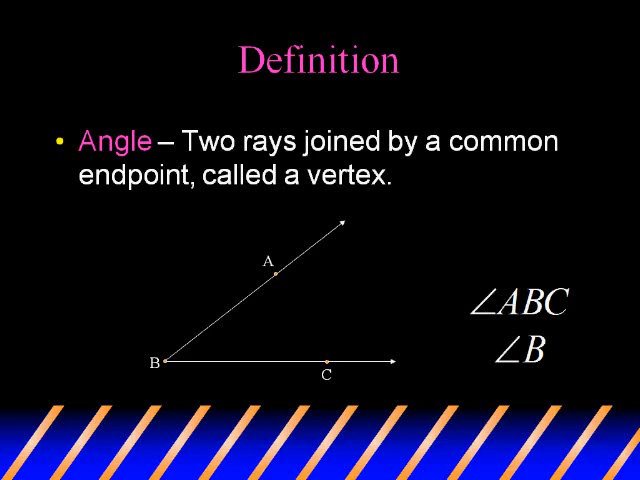 Definition
• Angle – Two rays joined by a common
endpoint, called a vertex.
A
∠ABC
∠B
B
C